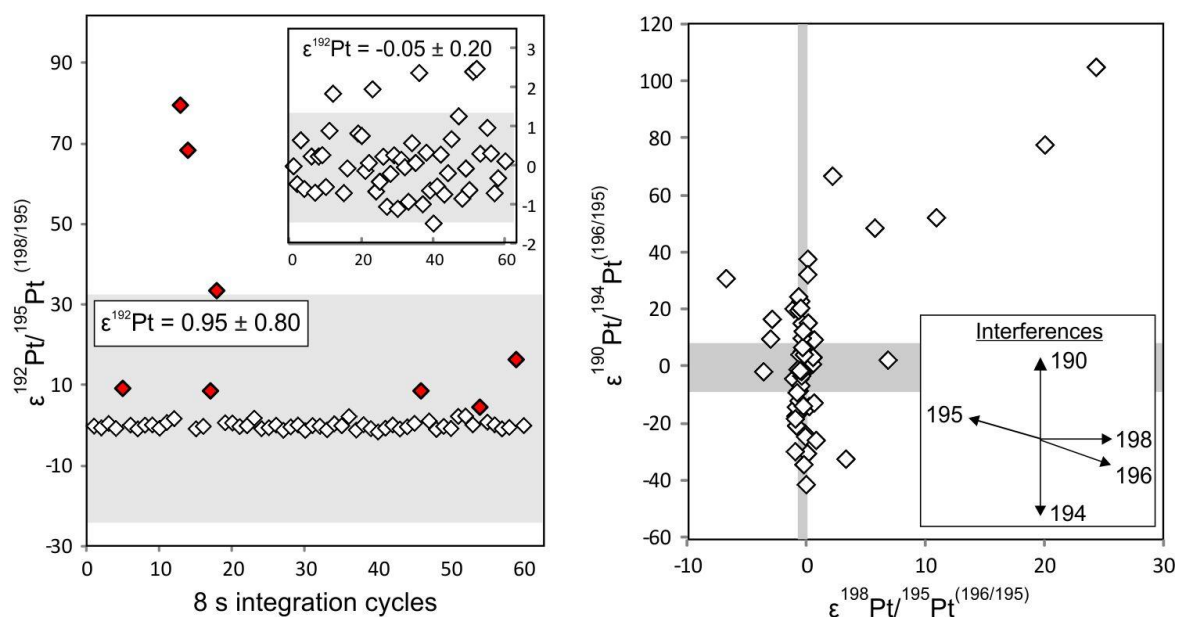 ε¹⁹²Pt/¹⁹⁵Pt⁽¹⁹⁸/¹⁹⁵⁾
90
70
50
30
10
-10
-30
ε¹⁹²Pt = 0.95 ± 0.80
ε¹⁹²Pt = -0.05 ± 0.20
3
2
1
0
-1
-2
0 20 40 60
0 10 20 30 40 50 60
8 s integration cycles
ε¹⁹⁰Pt/¹⁹⁴Pt⁽¹⁹⁶/¹⁹⁵⁾
120
100
80
60
40
20
0
-20
-40
-60
Interferences
190
195
198
196
194
-10 0 10 20 30
ε¹⁹⁸Pt/¹⁹⁵Pt⁽¹⁹⁶/¹⁹⁵⁾